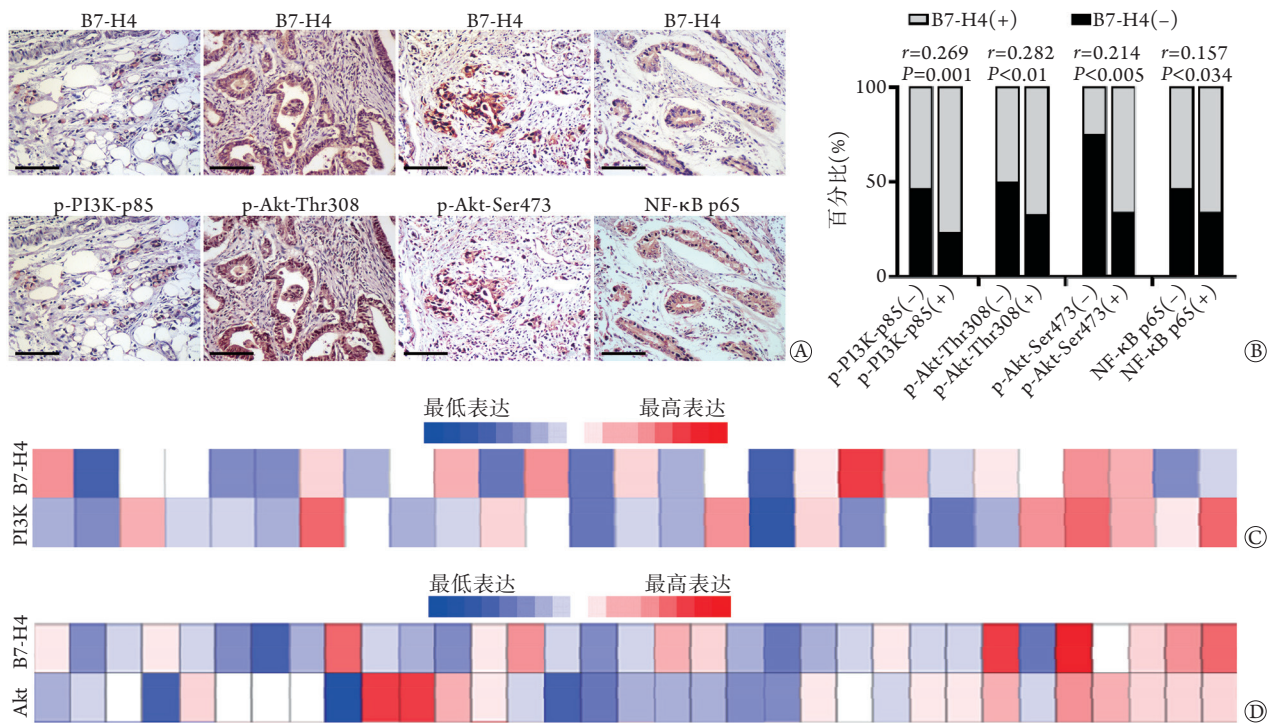 B7-H4 B7-H4 B7-H4 B7-H4
p-PI3K-p85 p-Akt-Thr308 p-Akt-Ser473 NF-κB p65
Ⓐ
B7-H4(+) B7-H4(−)
r=0.269 r=0.282 r=0.214 r=0.157
P=0.001 P<0.01 P<0.005 P<0.034
百分比(%)
100
50
0
p-PI3K-p85(−)
p-PI3K-p85(+)
p-Akt-Thr308(−)
p-Akt-Thr308(+)
p-Akt-Ser473(−)
p-Akt-Ser473(+)
NF-κB p65(−)
NF-κB p65(+)
Ⓑ
最低表达 最高表达
B7-H4
PI3K
Ⓒ
最低表达 最高表达
B7-H4
Akt
Ⓓ